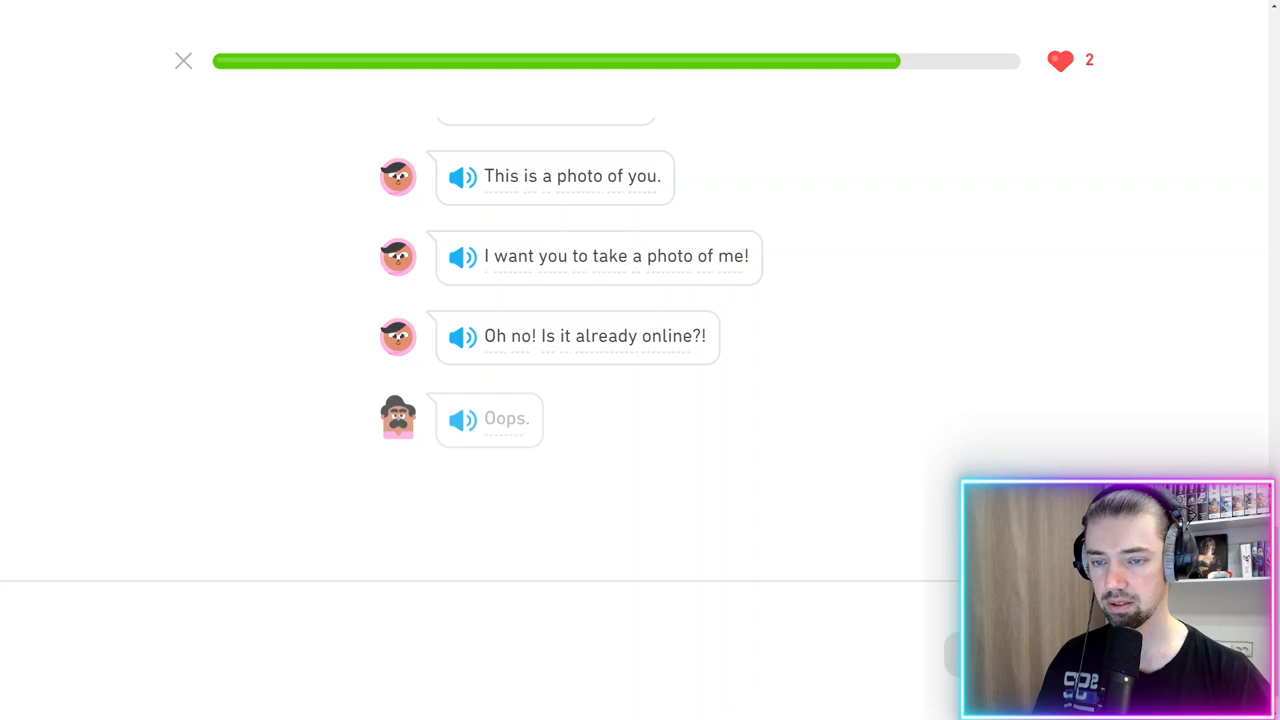 2
This is a photo of you.
I want you to take a photo of me!
Oh no! Is it already online?!
Oops.